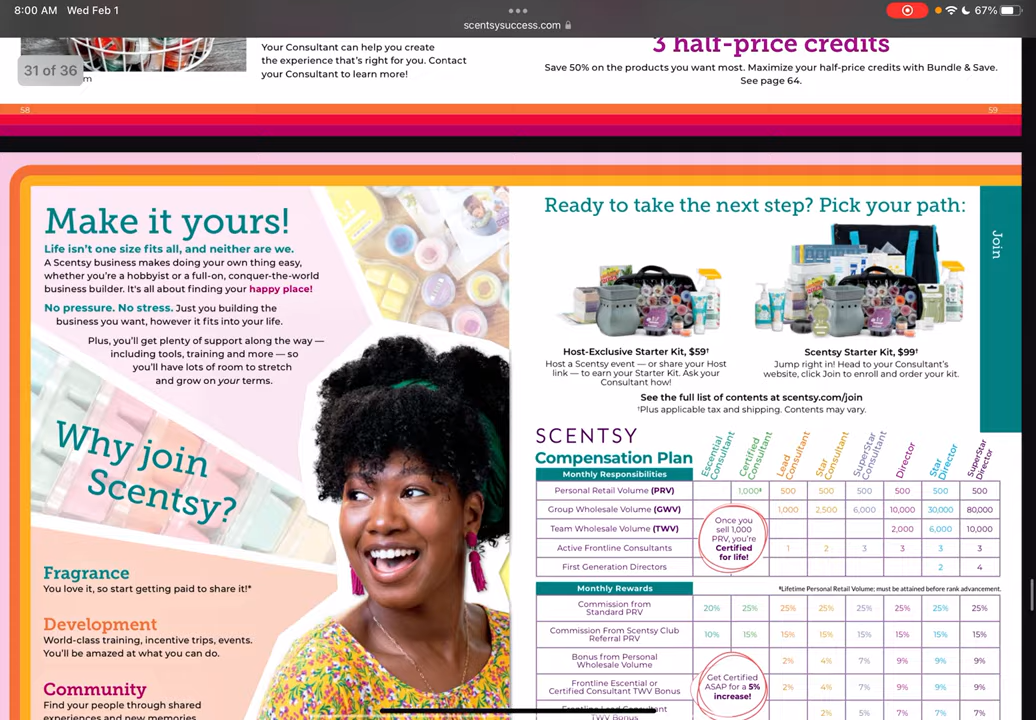 8:00 AM Wed Feb 1
67%
scentsysuccess.com
31 of 36
m
Your Consultant can help you create
the experience that's right for you. Contact
your Consultant to learn more!
3 half-price credits
Save 50% on the products you want most. Maximize your half-price credits with Bundle & Save.
See page 64.
58
59
Make it yours!
Life isn't one size fits all, and neither are we.
A Scentsy business makes doing your own thing easy,
whether you're a hobbyist or a full-on, conquer-the-world
business builder. It's all about finding your happy place!
No pressure. No stress. Just you building the
business you want, however it fits into your life.
Plus, you'll get plenty of support along the way —
including tools, training and more — so
you'll have lots of room to stretch
and grow on your terms.
Why join
Scentsy?
Fragrance
You love it, so start getting paid to share it!*
Development
World-class training, incentive trips, events.
You'll be amazed at what you can do.
Community
Find your people through shared
experiences and new memories
Ready to take the next step? Pick your path:
Join
Host-Exclusive Starter Kit, $59†
Host a Scentsy event — or share your Host
link — to earn your Starter Kit. Ask your
Consultant how!
Scentsy Starter Kit, $99†
Jump right in! Head to your Consultant's
website, click Join to enroll and order your kit.
See the full list of contents at scentsy.com/join
†Plus applicable tax and shipping. Contents may vary.
SCENTSY
Compensation Plan
Escential Consultant
Certified Consultant
Lead Consultant
Star Consultant
SuperStar Consultant
Director
Star Director
SuperStar Director
Monthly Responsibilities
Personal Retail Volume (PRV) 1,000‡ 500 500 500 500 500 500
Group Wholesale Volume (GWV) 1,000 2,500 6,000 10,000 30,000 80,000
Team Wholesale Volume (TWV) 2,000 6,000 10,000
Active Frontline Consultants 1 2 3 3 3 3
First Generation Directors 2 4
Once you
sell 1,000
PRV, you're
Certified
for life!
Monthly Rewards
‡Lifetime Personal Retail Volume; must be attained before rank advancement.
Commission from
Standard PRV 20% 25% 25% 25% 25% 25% 25% 25%
Commission From Scentsy Club
Referral PRV 10% 15% 15% 15% 15% 15% 15% 15%
Bonus from Personal
Wholesale Volume 2% 4% 7% 9% 9% 9%
Frontline Escential or
Certified Consultant TWV Bonus 2% 4% 7% 9% 9% 9%
Frontline Lead Consultant
TWV Bonus 2% 5% 7% 7% 7%
Get Certified
ASAP for a 5%
increase!